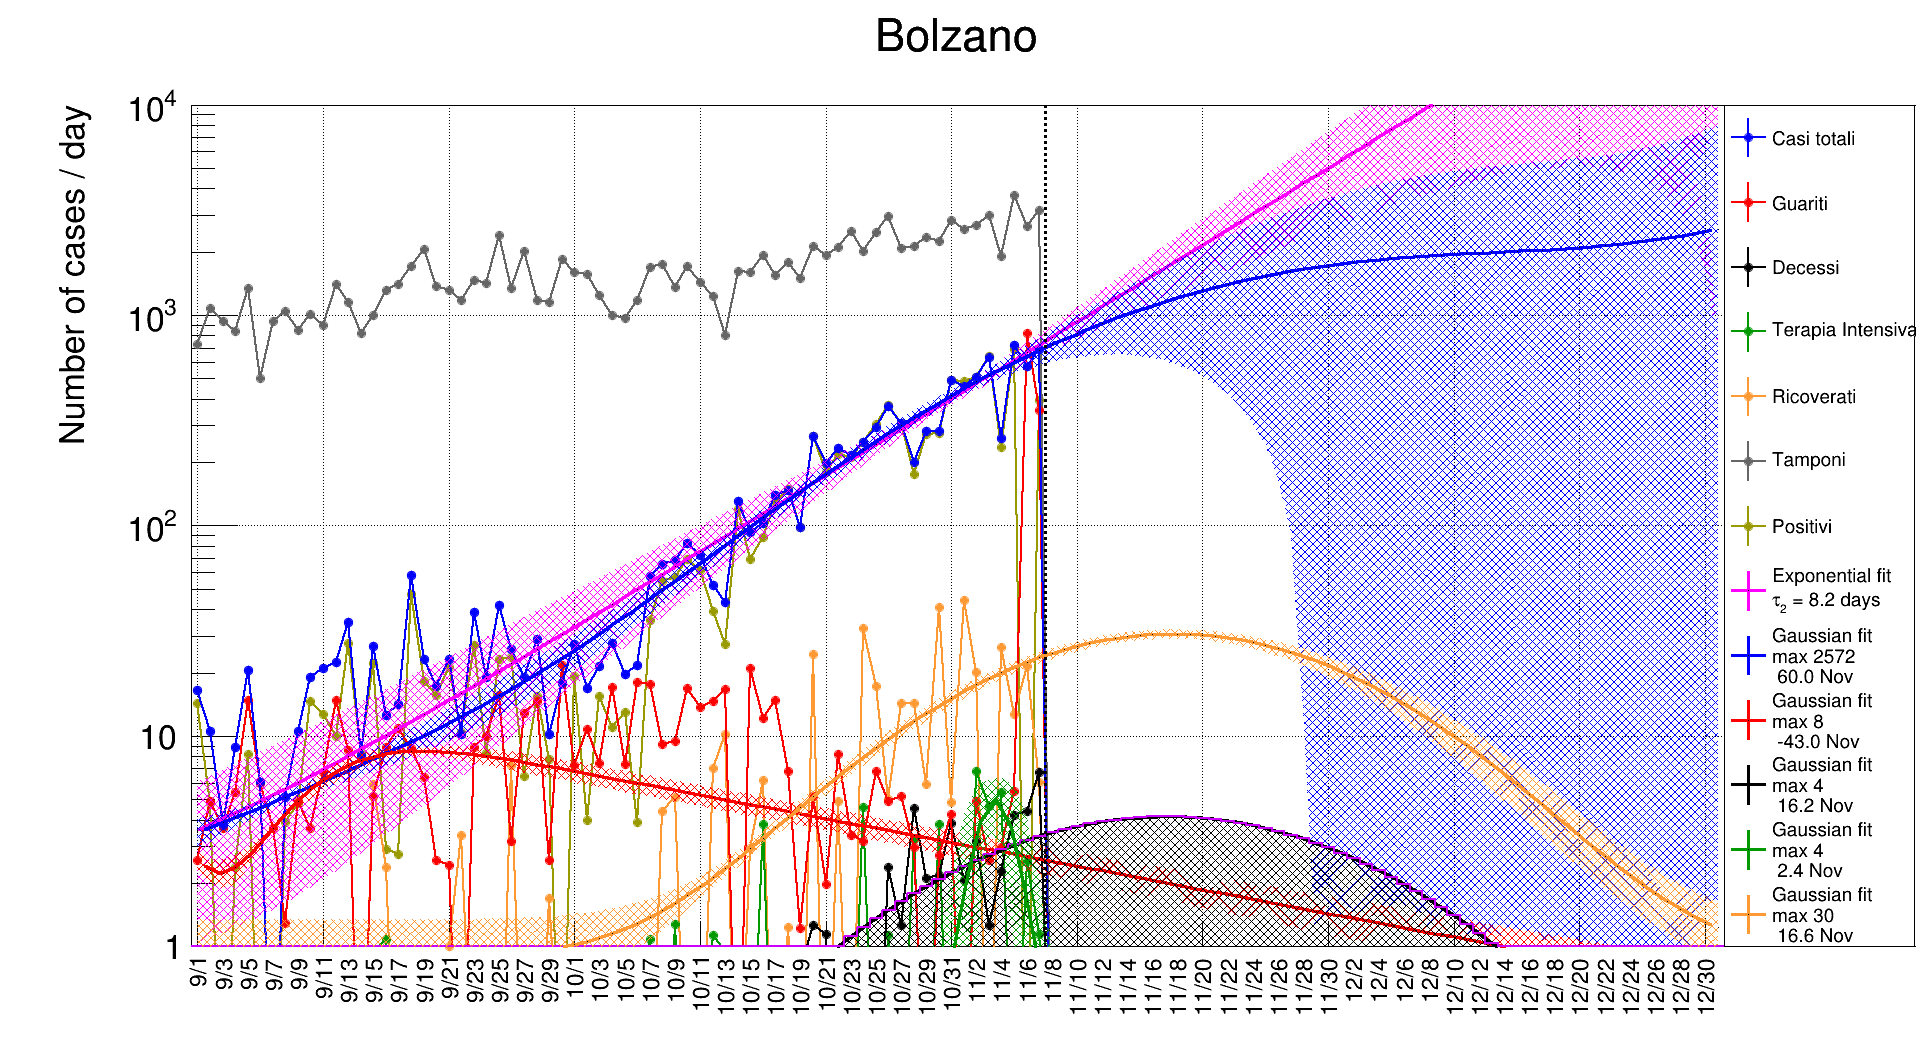 Bolzano
Number of cases / day
10^4
10^3
10^2
10
1
9/1 9/3 9/5 9/7 9/9 9/11 9/13 9/15 9/17 9/19 9/21 9/23 9/25 9/27 9/29 10/1 10/3 10/5 10/7 10/9 10/11 10/13 10/15 10/17 10/19 10/21 10/23 10/25 10/27 10/29 10/31 11/2 11/4 11/6 11/8 11/10 11/12 11/14 11/16 11/18 11/20 11/22 11/24 11/26 11/28 11/30 12/2 12/4 12/6 12/8 12/10 12/12 12/14 12/16 12/18 12/20 12/22 12/24 12/26 12/28 12/30
Casi totali
Guariti
Decessi
Terapia Intensiva
Ricoverati
Tamponi
Positivi
Exponential fit
τ₂ = 8.2 days
Gaussian fit
max 2572
60.0 Nov
Gaussian fit
max 8
-43.0 Nov
Gaussian fit
max 4
16.2 Nov
Gaussian fit
max 4
2.4 Nov
Gaussian fit
max 30
16.6 Nov